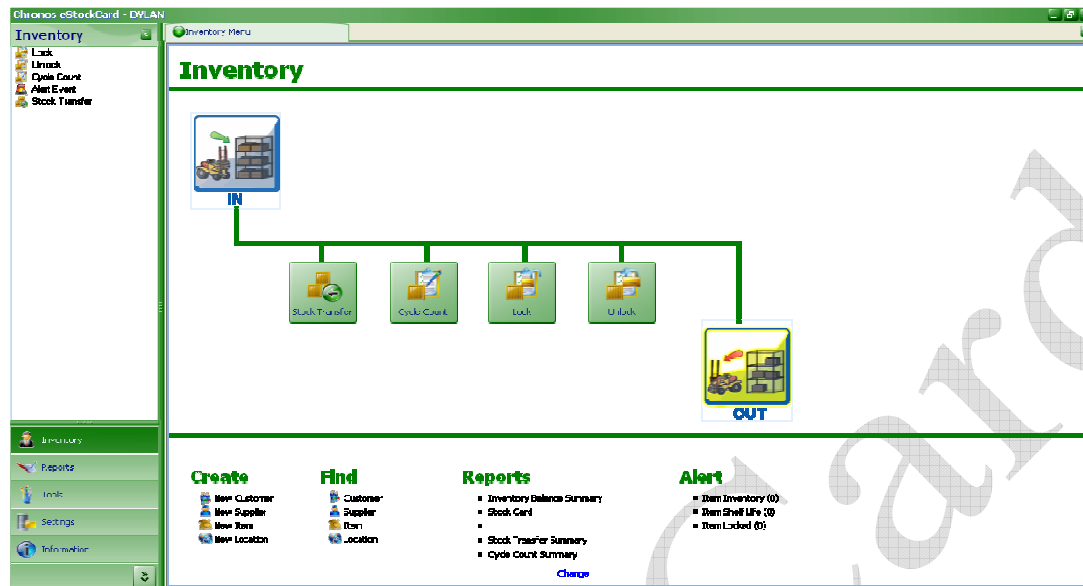 Chronos eStockCard - DYLAN
Inventory
Lock
Unlock
Cycle Count
Alert Event
Stock Transfer
Inventory
Reports
Tools
Settings
Information
Inventory Menu
Inventory
IN
Stock Transfer
Cycle Count
Lock
Unlock
OUT
Create
New Customer
New Supplier
New Item
New Location
Find
Customer
Supplier
Item
Location
Reports
Inventory Balance Summary
Stock Card
Stock Transfer Summary
Cycle Count Summary
Change
Alert
Item Inventory (0)
Item Shelf Life (0)
Item Locked (0)
Card